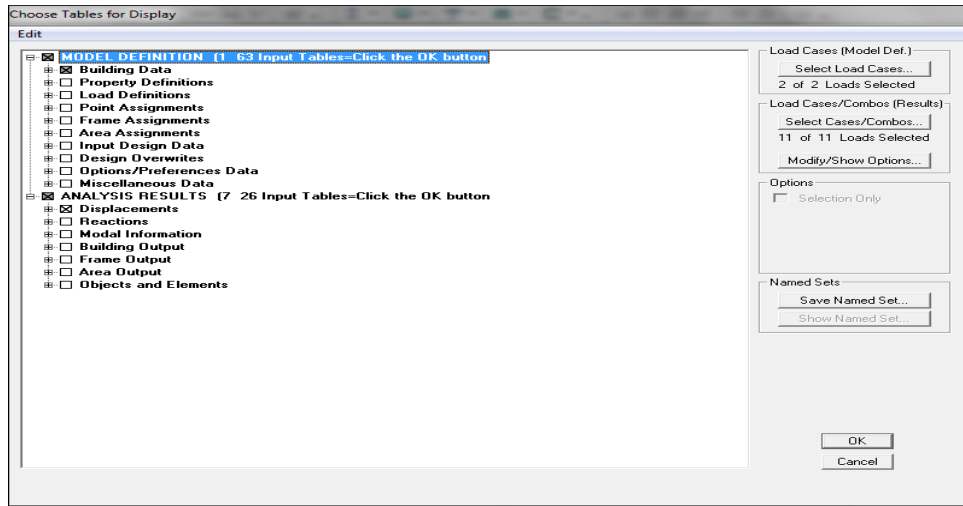 Choose Tables for Display
Edit
MODEL DEFINITION (1 63 Input Tables=Click the OK button
Building Data
Property Definitions
Load Definitions
Point Assignments
Frame Assignments
Area Assignments
Input Design Data
Design Overwrites
Options/Preferences Data
Miscellaneous Data
ANALYSIS RESULTS (7 26 Input Tables=Click the OK button
Displacements
Reactions
Modal Information
Building Output
Frame Output
Area Output
Objects and Elements
Load Cases (Model Def.)
Select Load Cases...
2 of 2 Loads Selected
Load Cases/Combos (Results)
Select Cases/Combos...
11 of 11 Loads Selected
Modify/Show Options...
Options
Selection Only
Named Sets
Save Named Set...
Show Named Set...
OK
Cancel